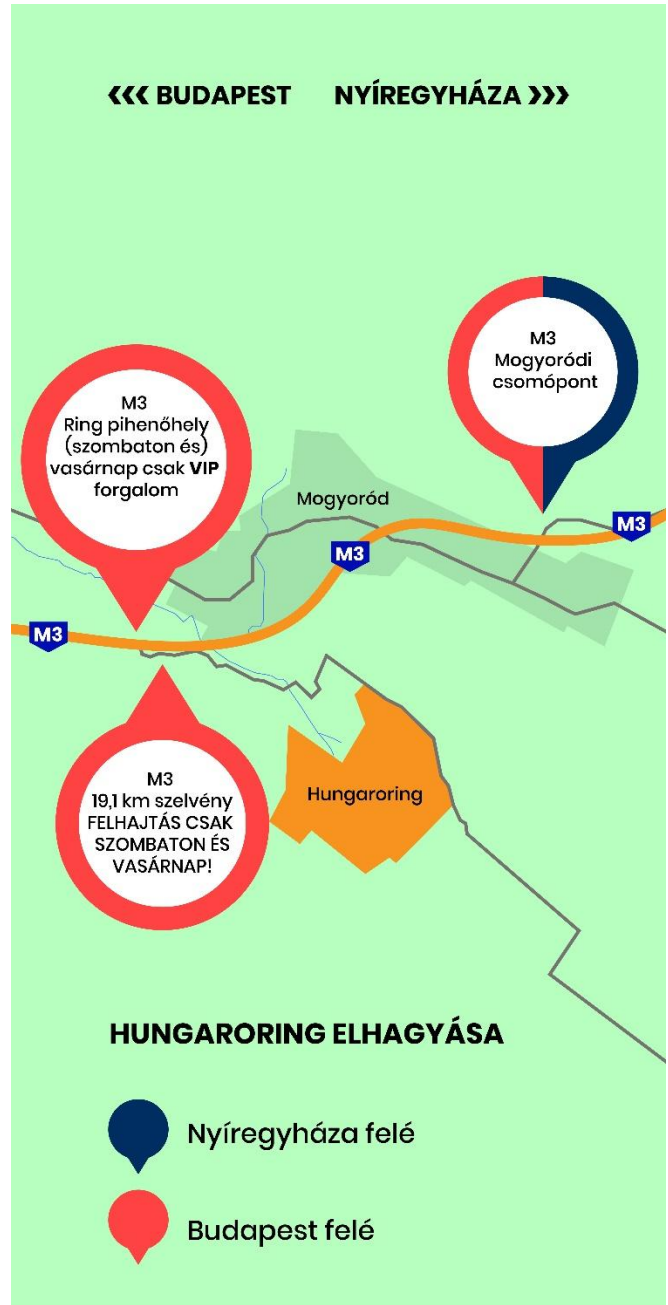 ‹‹‹ BUDAPEST NYÍREGYHÁZA ›››
M3
Mogyoródi
csomópont
M3
Ring pihenőhely
(szombaton és)
vasárnap csak VIP
forgalom
Mogyoród
M3
M3
M3
M3
19,1 km szelvény
FELHAJTÁS CSAK
SZOMBATON ÉS
VASÁRNAP!
Hungaroring
HUNGARORING ELHAGYÁSA
Nyíregyháza felé
Budapest felé